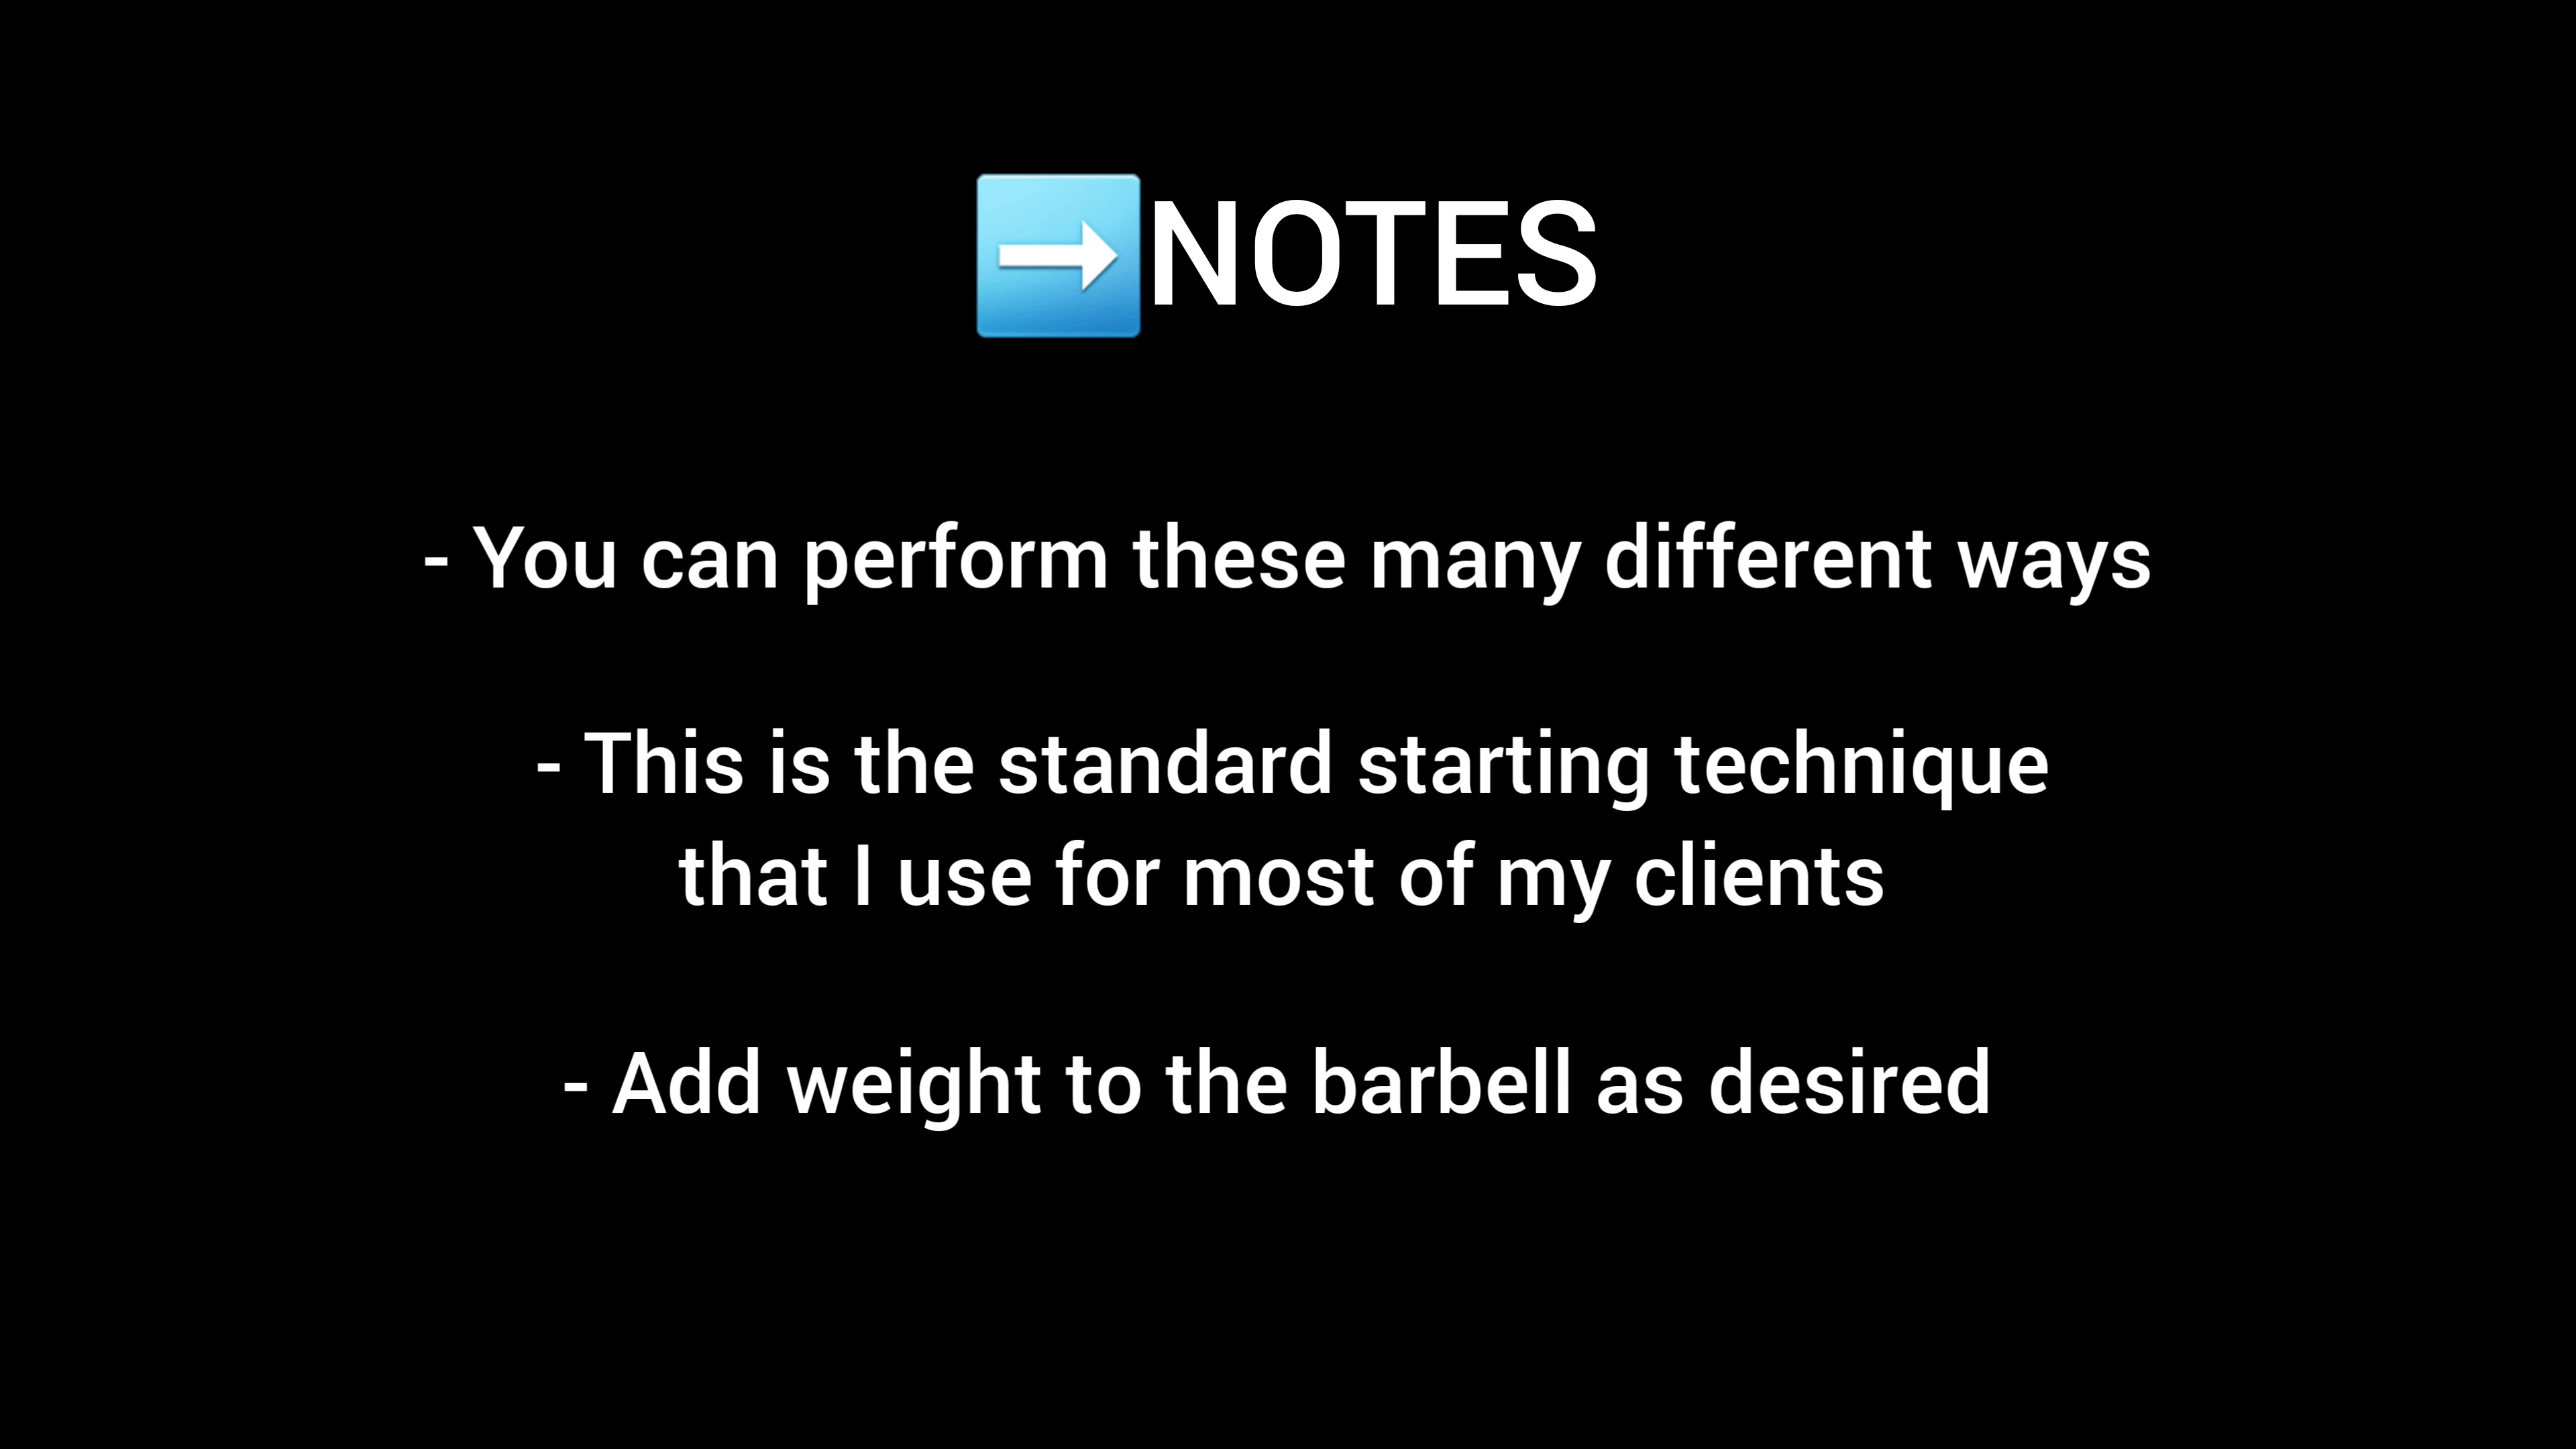 ➡NOTES
- You can perform these many different ways
- This is the standard starting technique
that I use for most of my clients
- Add weight to the barbell as desired